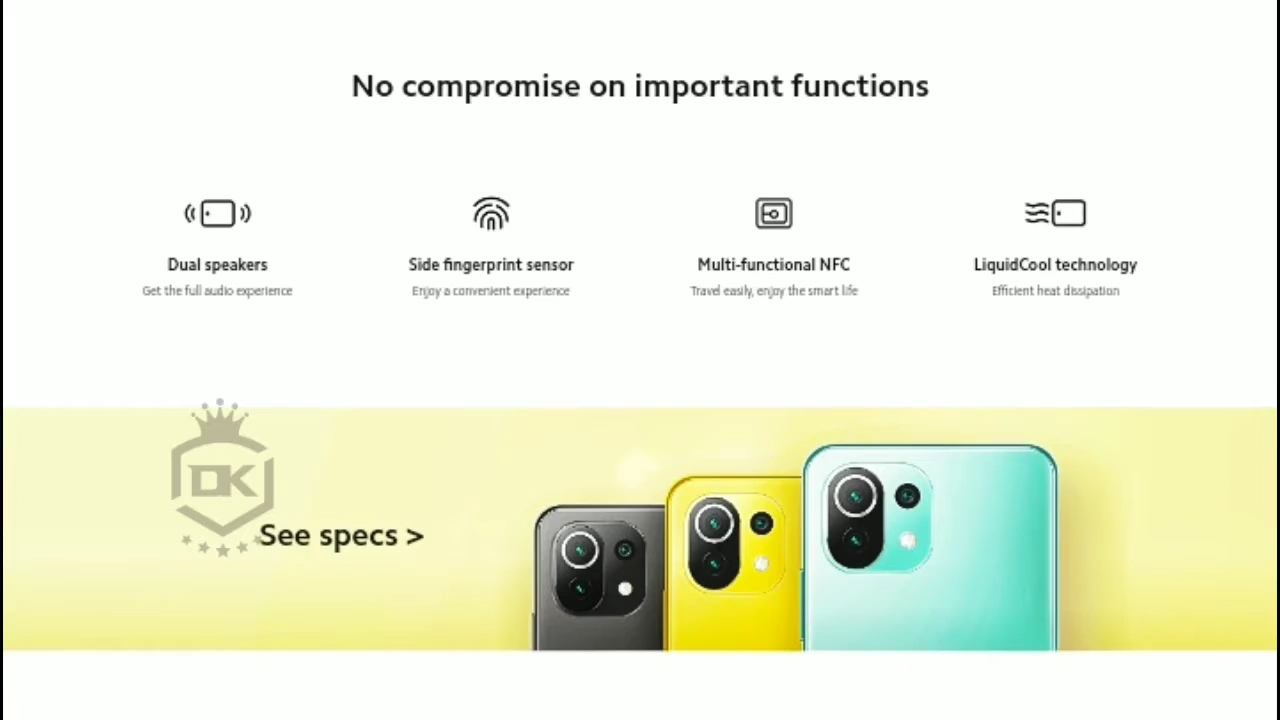 No compromise on important functions
Dual speakers
Get the full audio experience
Side fingerprint sensor
Enjoy a convenient experience
Multi-functional NFC
Travel easily, enjoy the smart life
LiquidCool technology
Efficient heat dissipation
DK
See specs >